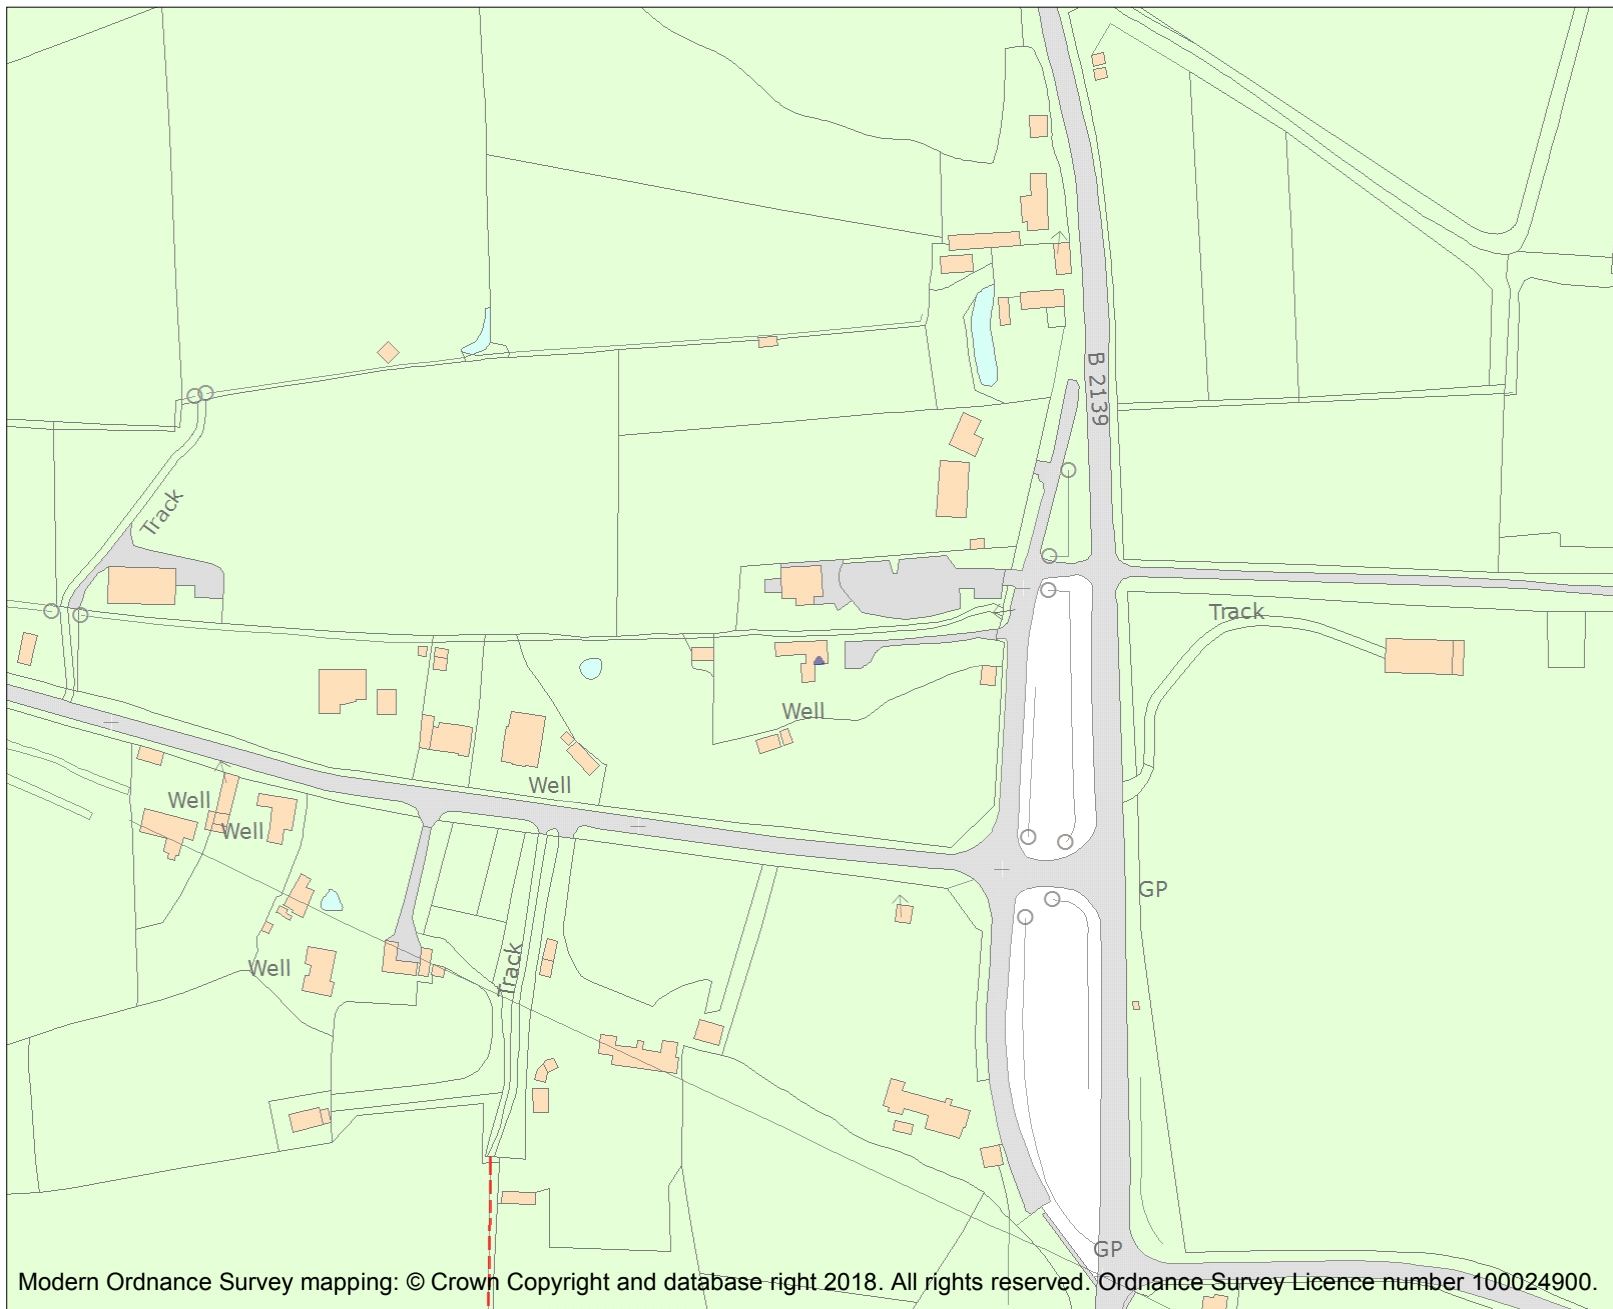 B 2139
Track
Track
Well
Well
Well
Well
GP
Track
Well
GP
Modern Ordnance Survey mapping: © Crown Copyright and database right 2018. All rights reserved. Ordnance Survey Licence number 100024900.